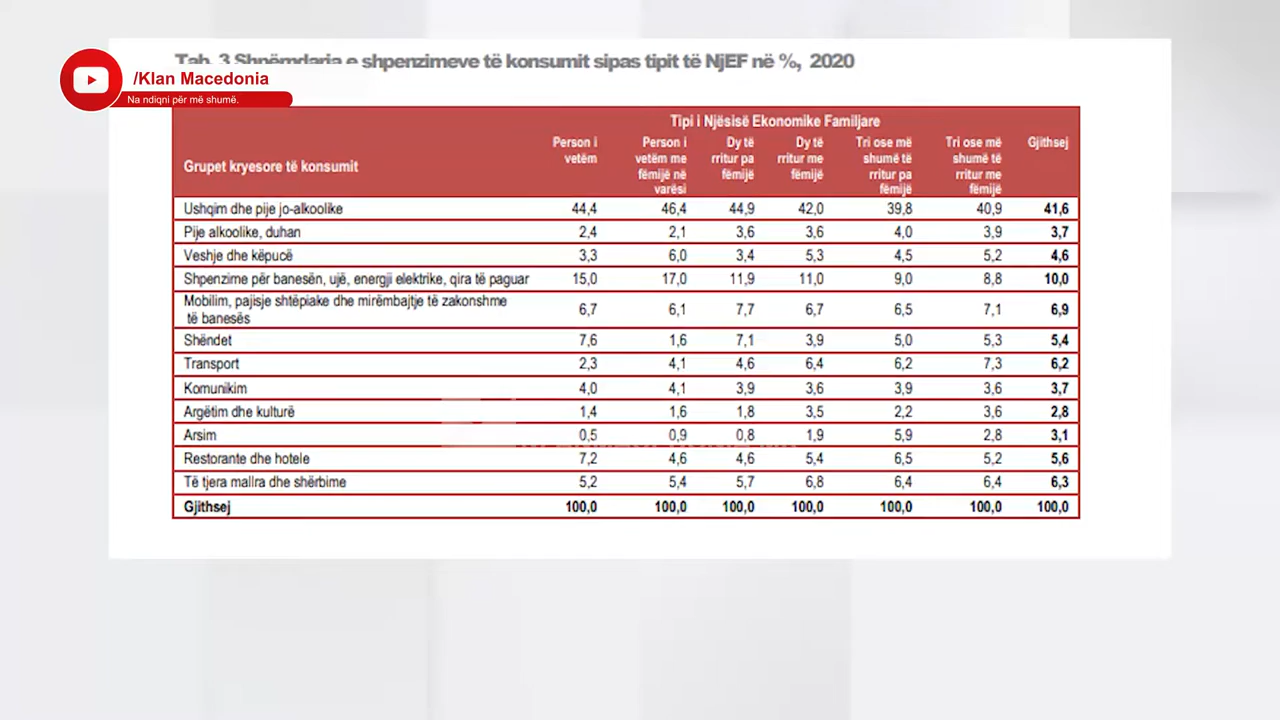 Tab. 3 Shpërndarja e shpenzimeve të konsumit sipas tipit të NjEF në %, 2020
/Klan Macedonia
Na ndiqni për më shumë.
Tipi i Njësisë Ekonomike Familjare
Grupet kryesore të konsumit
Person i vetëm
Person i vetëm me fëmijë në varësi
Dy të rritur pa fëmijë
Dy të rritur me fëmijë
Tri ose më shumë të rritur pa fëmijë
Tri ose më shumë të rritur me fëmijë
Gjithsej
Ushqim dhe pije jo-alkoolike 44,4 46,4 44,9 42,0 39,8 40,9 41,6
Pije alkoolike, duhan 2,4 2,1 3,6 3,6 4,0 3,9 3,7
Veshje dhe këpucë 3,3 6,0 3,4 5,3 4,5 5,2 4,6
Shpenzime për banesën, ujë, energji elektrike, qira të paguar 15,0 17,0 11,9 11,0 9,0 8,8 10,0
Mobilim, pajisje shtëpiake dhe mirëmbajtje të zakonshme
të banesës 6,7 6,1 7,7 6,7 6,5 7,1 6,9
Shëndet 7,6 1,6 7,1 3,9 5,0 5,3 5,4
Transport 2,3 4,1 4,6 6,4 6,2 7,3 6,2
Komunikim 4,0 4,1 3,9 3,6 3,9 3,6 3,7
Argëtim dhe kulturë 1,4 1,6 1,8 3,5 2,2 3,6 2,8
Arsim 0,5 0,9 0,8 1,9 5,9 2,8 3,1
Restorante dhe hotele 7,2 4,6 4,6 5,4 6,5 5,2 5,6
Të tjera mallra dhe shërbime 5,2 5,4 5,7 6,8 6,4 6,4 6,3
Gjithsej 100,0 100,0 100,0 100,0 100,0 100,0 100,0